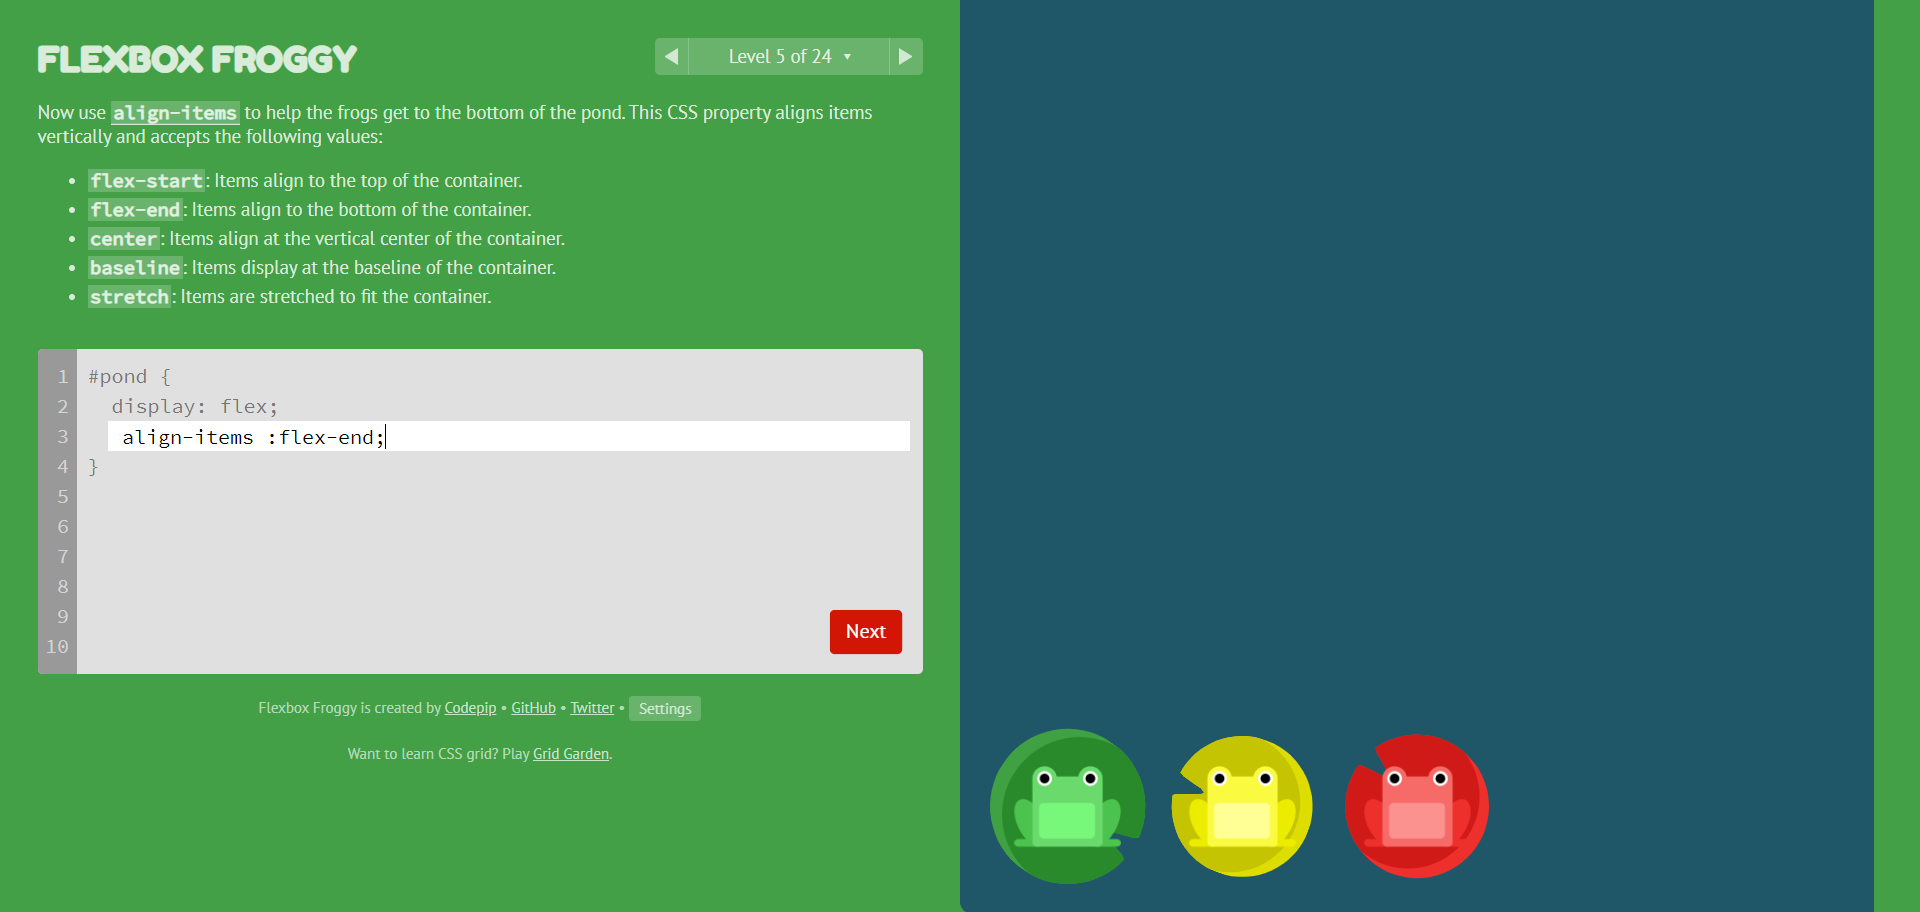 FLEXBOX FROGGY
Level 5 of 24
Now use align-items to help the frogs get to the bottom of the pond. This CSS property aligns items
vertically and accepts the following values:
• flex-start: Items align to the top of the container.
• flex-end: Items align to the bottom of the container.
• center: Items align at the vertical center of the container.
• baseline: Items display at the baseline of the container.
• stretch: Items are stretched to fit the container.
1 #pond {
2 display: flex;
3 align-items :flex-end;
4 }
5
6
7
8
9
10
Next
Flexbox Froggy is created by Codepip • GitHub • Twitter • Settings
Want to learn CSS grid? Play Grid Garden.